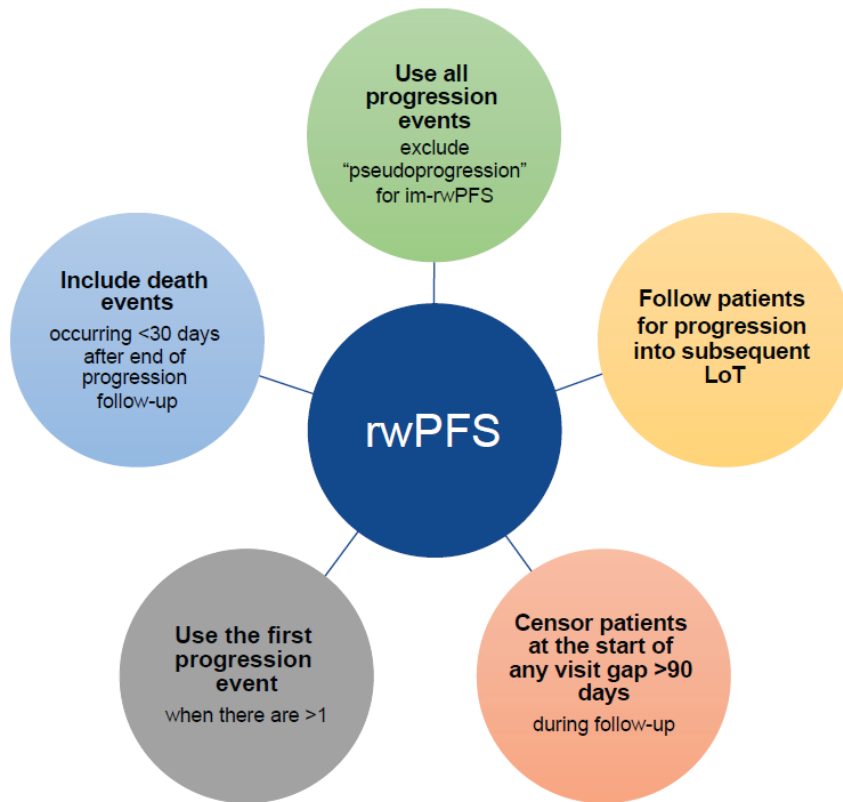 Use all
progression
events
exclude
“pseudoprogression”
for im-rwPFS
Include death
events
occurring <30 days
after end of
progression
follow-up
Follow patients
for progression
into subsequent
LoT
rwPFS
Use the first
progression
event
when there are >1
Censor patients
at the start of
any visit gap >90
days
during follow-up